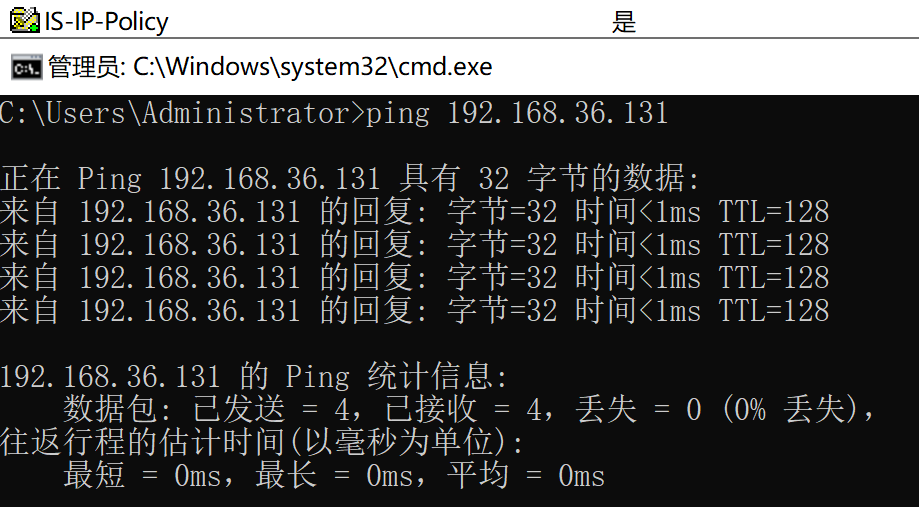 IS-IP-Policy 是
管理员: C:\Windows\system32\cmd.exe
C:\Users\Administrator>ping 192.168.36.131
正在 Ping 192.168.36.131 具有 32 字节的数据:
来自 192.168.36.131 的回复: 字节=32 时间<1ms TTL=128
来自 192.168.36.131 的回复: 字节=32 时间<1ms TTL=128
来自 192.168.36.131 的回复: 字节=32 时间<1ms TTL=128
来自 192.168.36.131 的回复: 字节=32 时间<1ms TTL=128
192.168.36.131 的 Ping 统计信息:
数据包: 已发送 = 4，已接收 = 4，丢失 = 0 (0% 丢失)，
往返行程的估计时间(以毫秒为单位):
最短 = 0ms，最长 = 0ms，平均 = 0ms